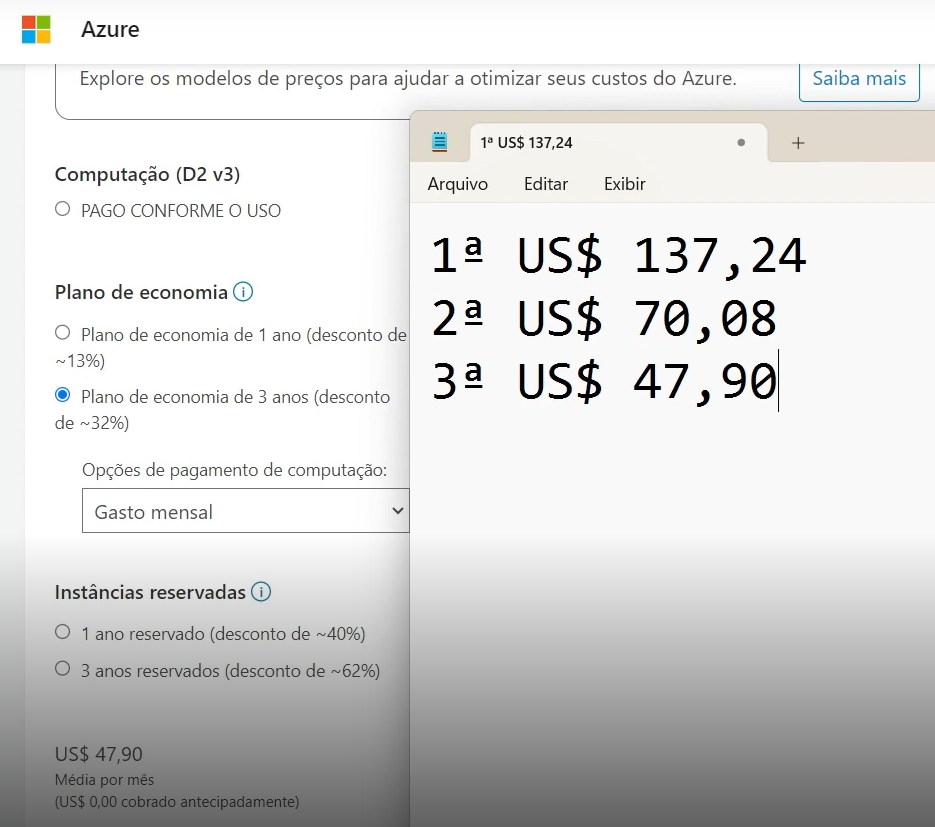 Azure
Explore os modelos de preços para ajudar a otimizar seus custos do Azure.
Saiba mais
Computação (D2 v3)
PAGO CONFORME O USO
Plano de economia
Plano de economia de 1 ano (desconto de
~13%)
Plano de economia de 3 anos (desconto
de ~32%)
Opções de pagamento de computação:
Gasto mensal
Instâncias reservadas
1 ano reservado (desconto de ~40%)
3 anos reservados (desconto de ~62%)
US$ 47,90
Média por mês
(US$ 0,00 cobrado antecipadamente)
1ª US$ 137,24
Arquivo Editar Exibir
1ª US$ 137,24
2ª US$ 70,08
3ª US$ 47,90